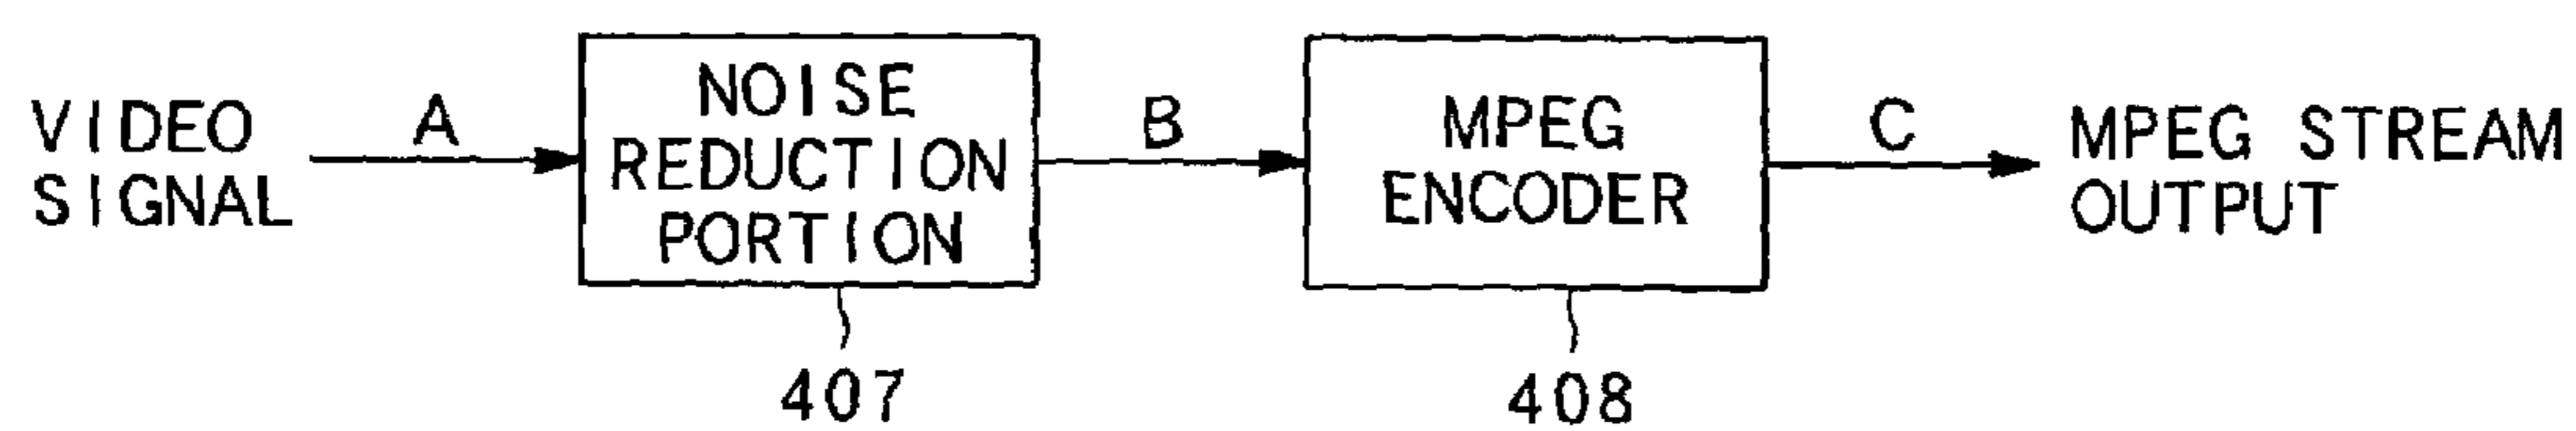 VIDEO
SIGNAL
A
NOISE
REDUCTION
PORTION
407
B
MPEG
ENCODER
408
C
MPEG STREAM
OUTPUT